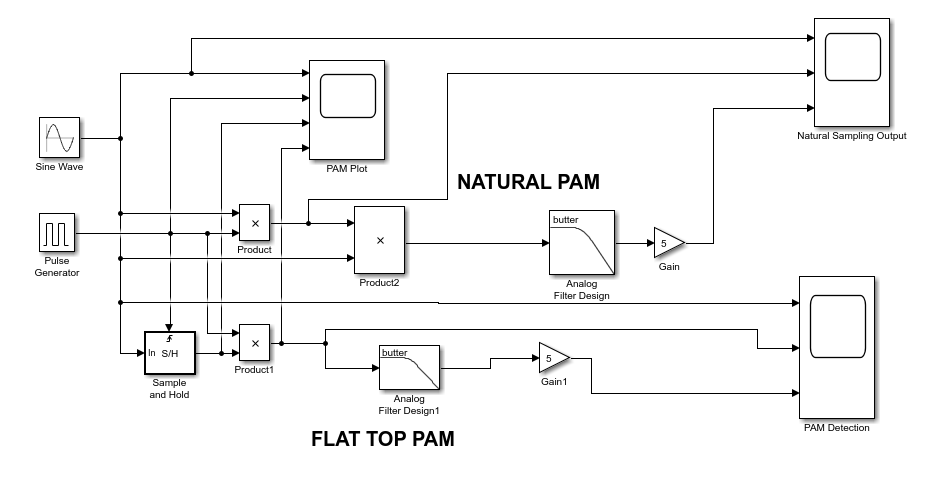 Natural Sampling Output
Sine Wave
PAM Plot
NATURAL PAM
×
Product
Pulse
Generator
×
Product2
butter
Analog
Filter Design
5
Gain
In S/H
Sample
and Hold
×
Product1
butter
Analog
Filter Design1
5
Gain1
PAM Detection
FLAT TOP PAM